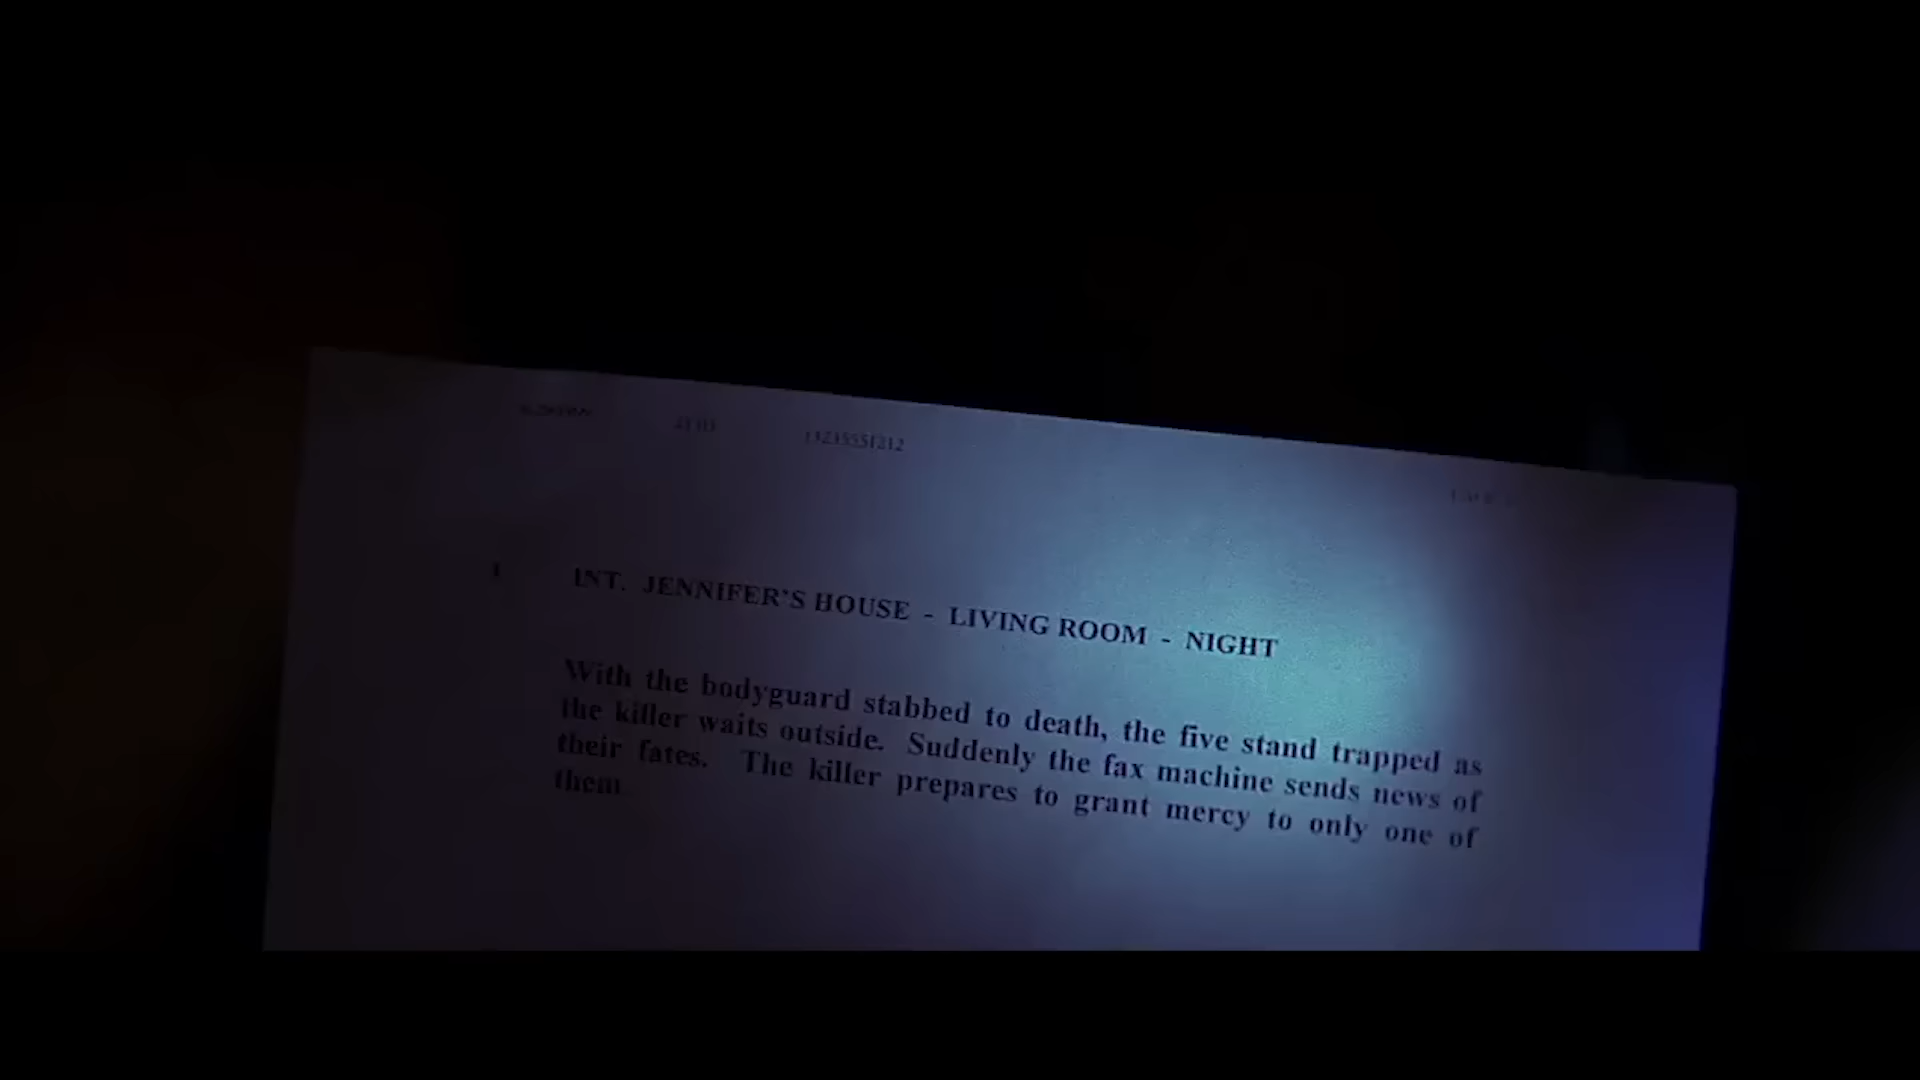 13235551212
1 INT. JENNIFER'S HOUSE - LIVING ROOM - NIGHT
With the bodyguard stabbed to death, the five stand trapped as
the killer waits outside. Suddenly the fax machine sends news of
their fates. The killer prepares to grant mercy to only one of
them.